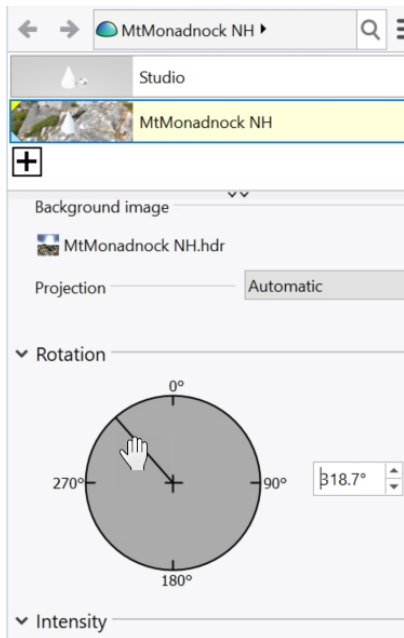 MtMonadnock NH
Studio
MtMonadnock NH
Background image
MtMonadnock NH.hdr
Projection Automatic
Rotation
0°
270° 90° 318.7°
180°
Intensity